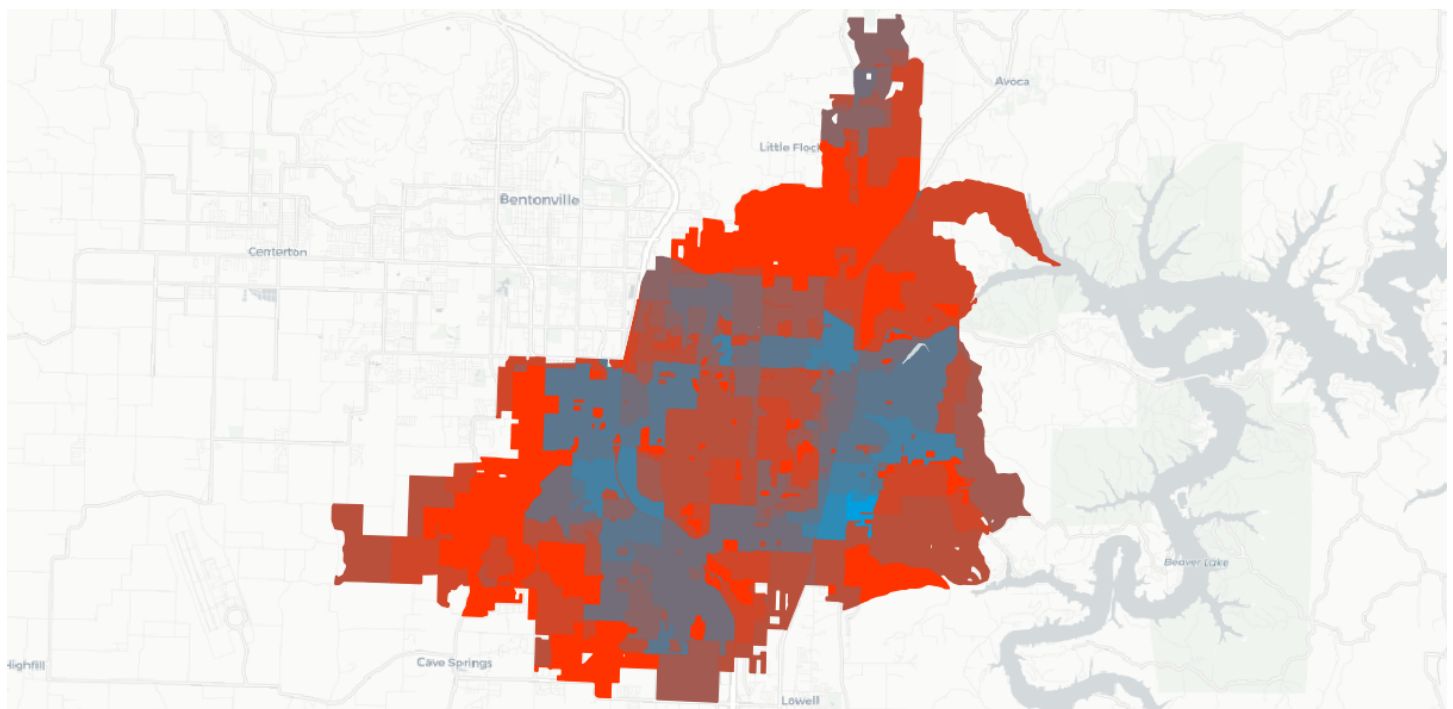 Avoca
Little Flock
Bentonville
Centerton
Beaver Lake
Highfill
Cave Springs
Lowell